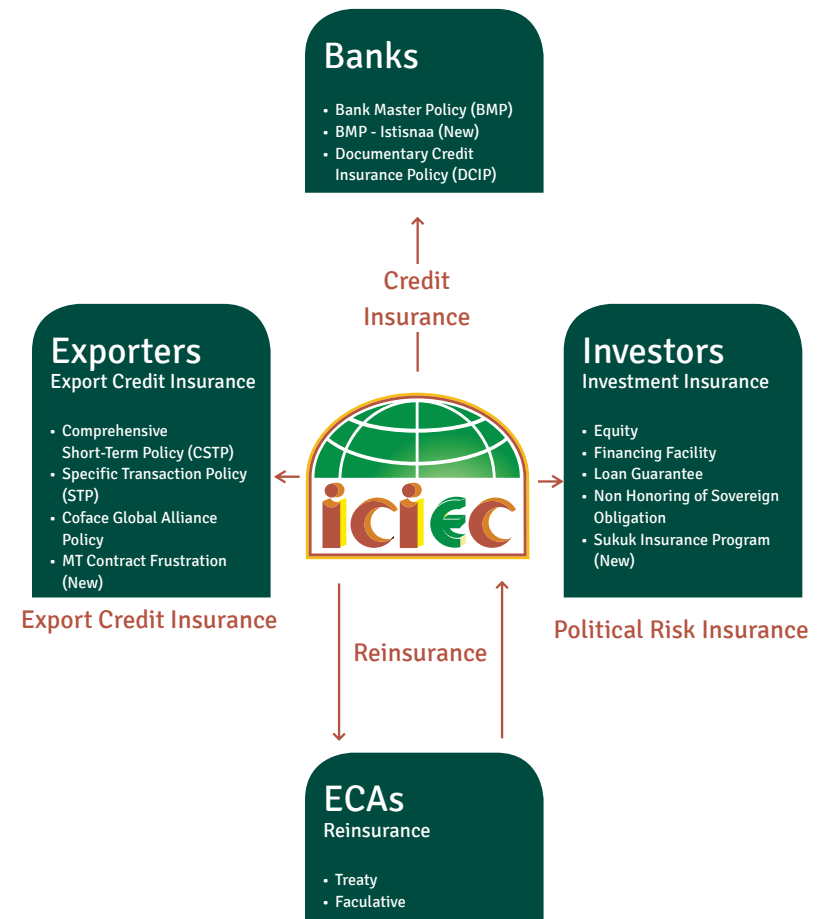 Banks
• Bank Master Policy (BMP)
• BMP - Istisnaa (New)
• Documentary Credit
Insurance Policy (DCIP)
Credit
Insurance
Exporters
Export Credit Insurance
• Comprehensive
Short-Term Policy (CSTP)
• Specific Transaction Policy
(STP)
• Coface Global Alliance
Policy
• MT Contract Frustration
(New)
Export Credit Insurance
iciec
Investors
Investment Insurance
• Equity
• Financing Facility
• Loan Guarantee
• Non Honoring of Sovereign
Obligation
• Sukuk Insurance Program
(New)
Political Risk Insurance
Reinsurance
ECAs
Reinsurance
• Treaty
• Faculative